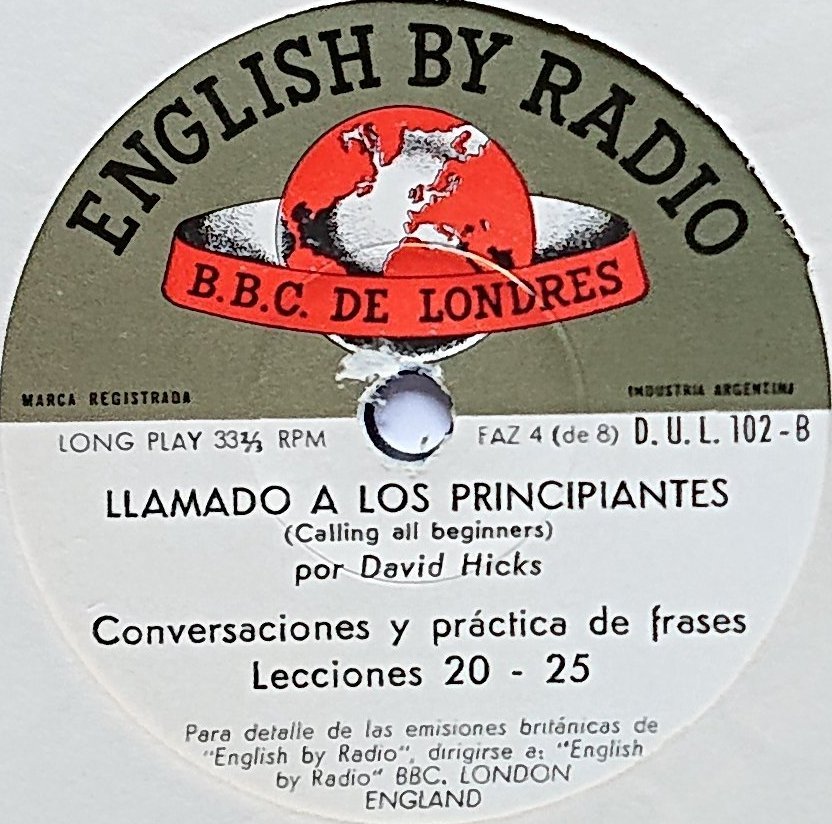 ENGLISH BY RADIO
B.B.C. DE LONDRES
MARCA REGISTRADA
INDUSTRIA ARGENTINA
LONG PLAY 33⅓ RPM
FAZ 4 (de 8) D. U. L. 102-B
LLAMADO A LOS PRINCIPIANTES
(Calling all beginners)
por David Hicks
Conversaciones y práctica de frases
Lecciones 20 - 25
Para detalle de las emisiones británicas de
"English by Radio", dirigirse a: "English
by Radio" BBC. LONDON
ENGLAND